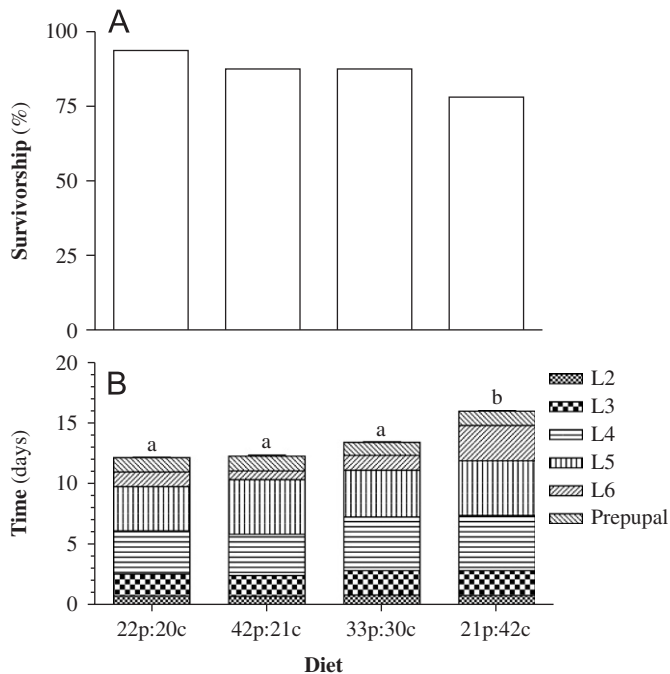 A
100
75
50
25
0
Survivorship (%)
B
20
15
10
5
0
Time (days)
a
a
a
b
L2
L3
L4
L5
L6
Prepupal
22p:20c
42p:21c
33p:30c
21p:42c
Diet